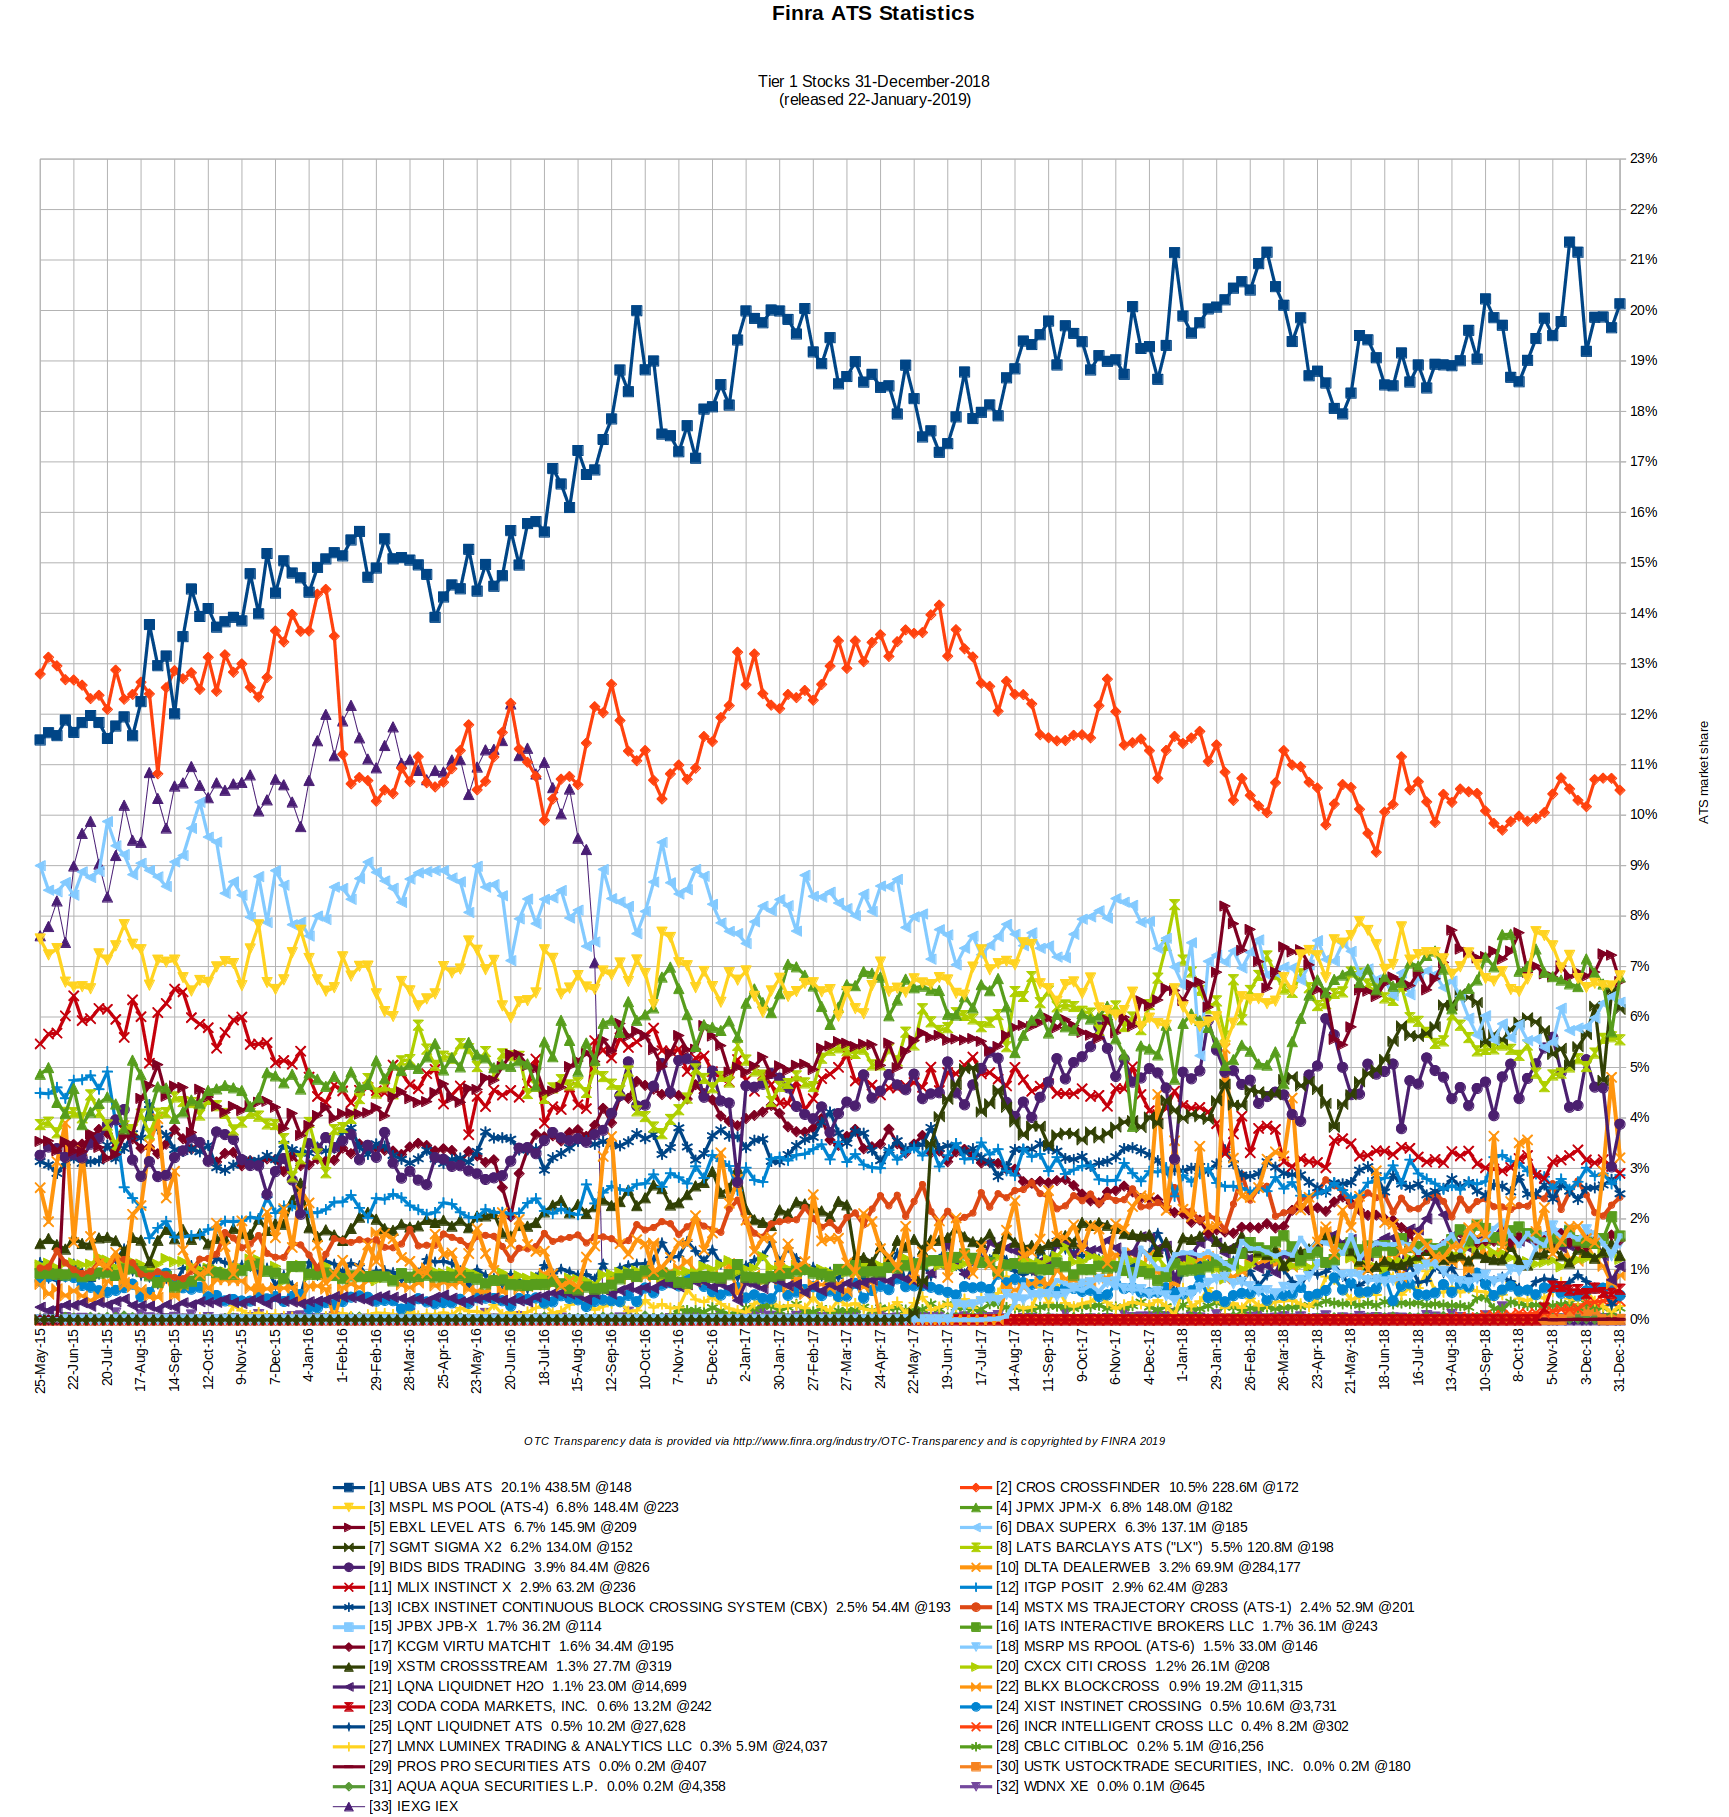 Finra ATS Statistics
Tier 1 Stocks 31-December-2018
(released 22-January-2019)
23%
22%
21%
20%
19%
18%
17%
16%
15%
14%
13%
12%
11%
10%
9%
8%
7%
6%
5%
4%
3%
2%
1%
0%
ATS market share
25-May-15
22-Jun-15
20-Jul-15
17-Aug-15
14-Sep-15
12-Oct-15
9-Nov-15
7-Dec-15
4-Jan-16
1-Feb-16
29-Feb-16
28-Mar-16
25-Apr-16
23-May-16
20-Jun-16
18-Jul-16
15-Aug-16
12-Sep-16
10-Oct-16
7-Nov-16
5-Dec-16
2-Jan-17
30-Jan-17
27-Feb-17
27-Mar-17
24-Apr-17
22-May-17
19-Jun-17
17-Jul-17
14-Aug-17
11-Sep-17
9-Oct-17
6-Nov-17
4-Dec-17
1-Jan-18
29-Jan-18
26-Feb-18
26-Mar-18
23-Apr-18
21-May-18
18-Jun-18
16-Jul-18
13-Aug-18
10-Sep-18
8-Oct-18
5-Nov-18
3-Dec-18
31-Dec-18
OTC Transparency data is provided via http://www.finra.org/industry/OTC-Transparency and is copyrighted by FINRA 2019
[1] UBSA UBS ATS 20.1% 438.5M @148
[2] CROS CROSSFINDER 10.5% 228.6M @172
[3] MSPL MS POOL (ATS-4) 6.8% 148.4M @223
[4] JPMX JPM-X 6.8% 148.0M @182
[5] EBXL LEVEL ATS 6.7% 145.9M @209
[6] DBAX SUPERX 6.3% 137.1M @185
[7] SGMT SIGMA X2 6.2% 134.0M @152
[8] LATS BARCLAYS ATS ("LX") 5.5% 120.8M @198
[9] BIDS BIDS TRADING 3.9% 84.4M @826
[10] DLTA DEALERWEB 3.2% 69.9M @284,177
[11] MLIX INSTINCT X 2.9% 63.2M @236
[12] ITGP POSIT 2.9% 62.4M @283
[13] ICBX INSTINET CONTINUOUS BLOCK CROSSING SYSTEM (CBX) 2.5% 54.4M @193
[14] MSTX MS TRAJECTORY CROSS (ATS-1) 2.4% 52.9M @201
[15] JPBX JPB-X 1.7% 36.2M @114
[16] IATS INTERACTIVE BROKERS LLC 1.7% 36.1M @243
[17] KCGM VIRTU MATCHIT 1.6% 34.4M @195
[18] MSRP MS RPOOL (ATS-6) 1.5% 33.0M @146
[19] XSTM CROSSSTREAM 1.3% 27.7M @319
[20] CXCX CITI CROSS 1.2% 26.1M @208
[21] LQNA LIQUIDNET H2O 1.1% 23.0M @14,699
[22] BLKX BLOCKCROSS 0.9% 19.2M @11,315
[23] CODA CODA MARKETS, INC. 0.6% 13.2M @242
[24] XIST INSTINET CROSSING 0.5% 10.6M @3,731
[25] LQNT LIQUIDNET ATS 0.5% 10.2M @27,628
[26] INCR INTELLIGENT CROSS LLC 0.4% 8.2M @302
[27] LMNX LUMINEX TRADING & ANALYTICS LLC 0.3% 5.9M @24,037
[28] CBLC CITIBLOC 0.2% 5.1M @16,256
[29] PROS PRO SECURITIES ATS 0.0% 0.2M @407
[30] USTK USTOCKTRADE SECURITIES, INC. 0.0% 0.2M @180
[31] AQUA AQUA SECURITIES L.P. 0.0% 0.2M @4,358
[32] WDNX XE 0.0% 0.1M @645
[33] IEXG IEX